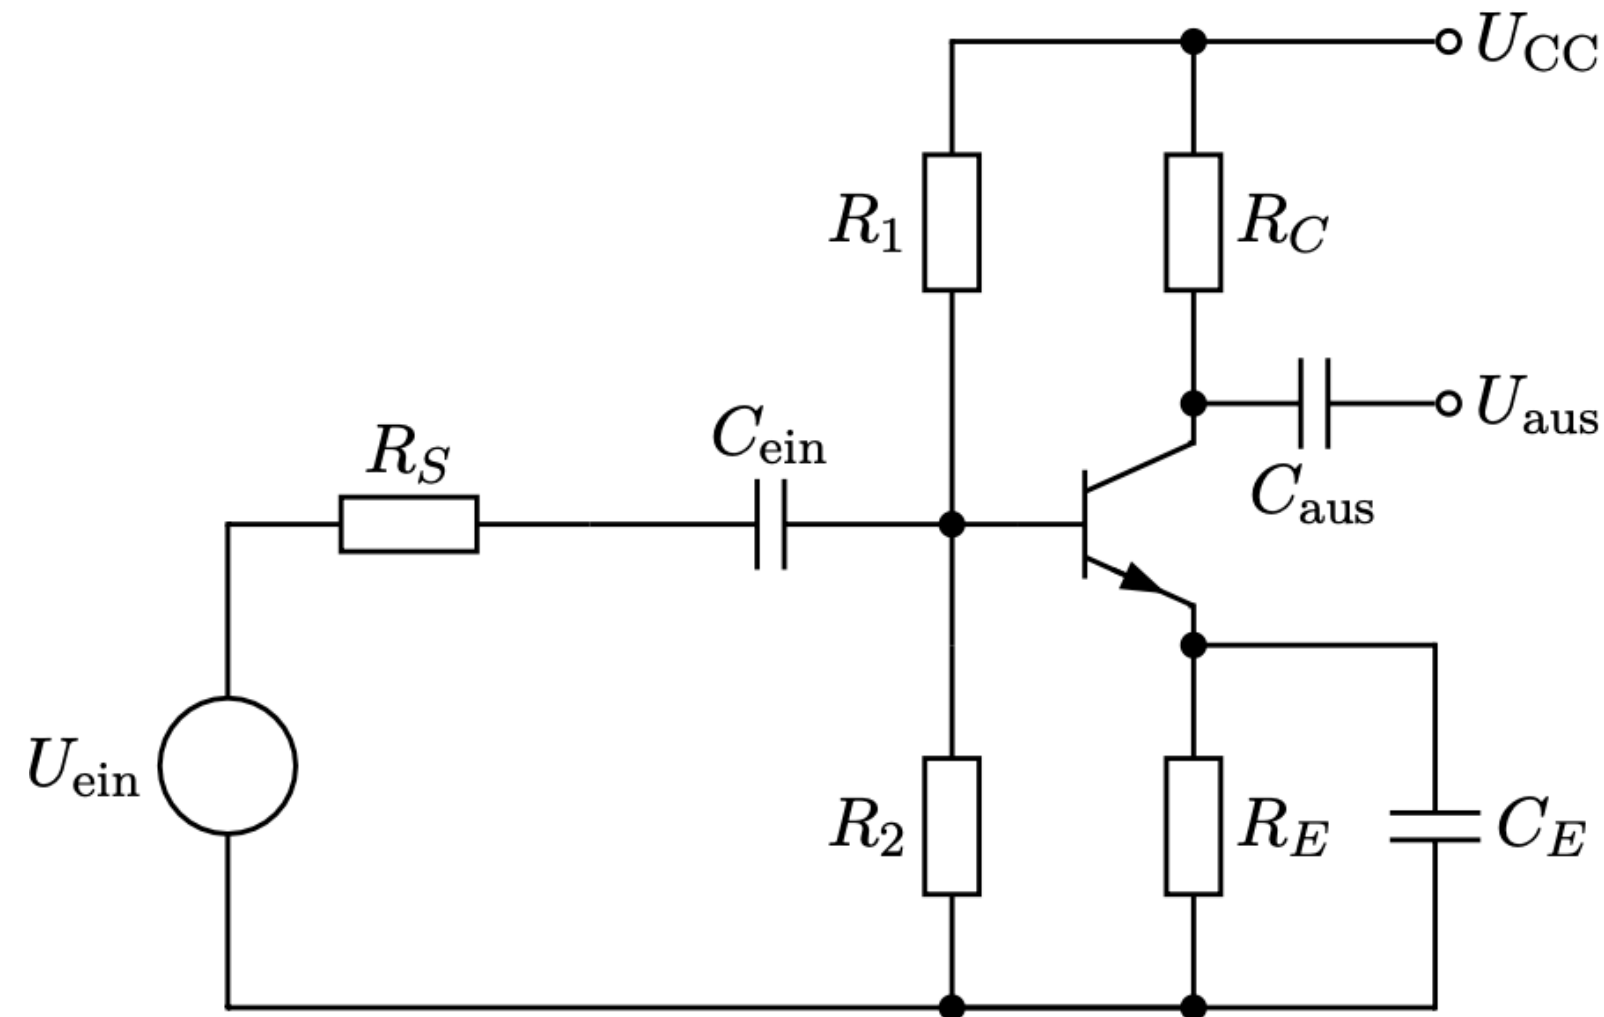 U_CC
R_1
R_C
U_aus
C_ein
R_S
C_aus
U_ein
R_2
R_E
C_E